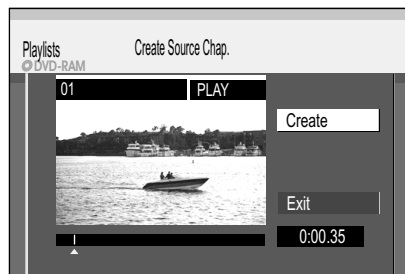 Playlists Create Source Chap.
DVD-RAM
01 PLAY
Create
Exit
0:00.35